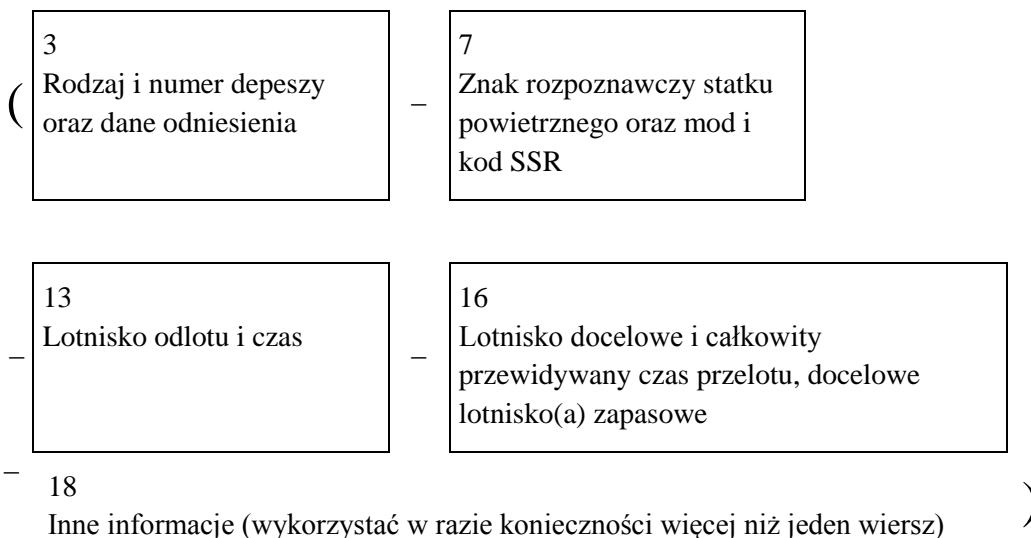 3
Rodzaj i numer depeszy
oraz dane odniesienia
(
–
7
Znak rozpoznawczy statku
powietrznego oraz mod i
kod SSR
–
13
Lotnisko odlotu i czas
–
16
Lotnisko docelowe i całkowity
przewidywany czas przelotu, docelowe
lotnisko(a) zapasowe
–
18
Inne informacje (wykorzystać w razie konieczności więcej niż jeden wiersz)
)